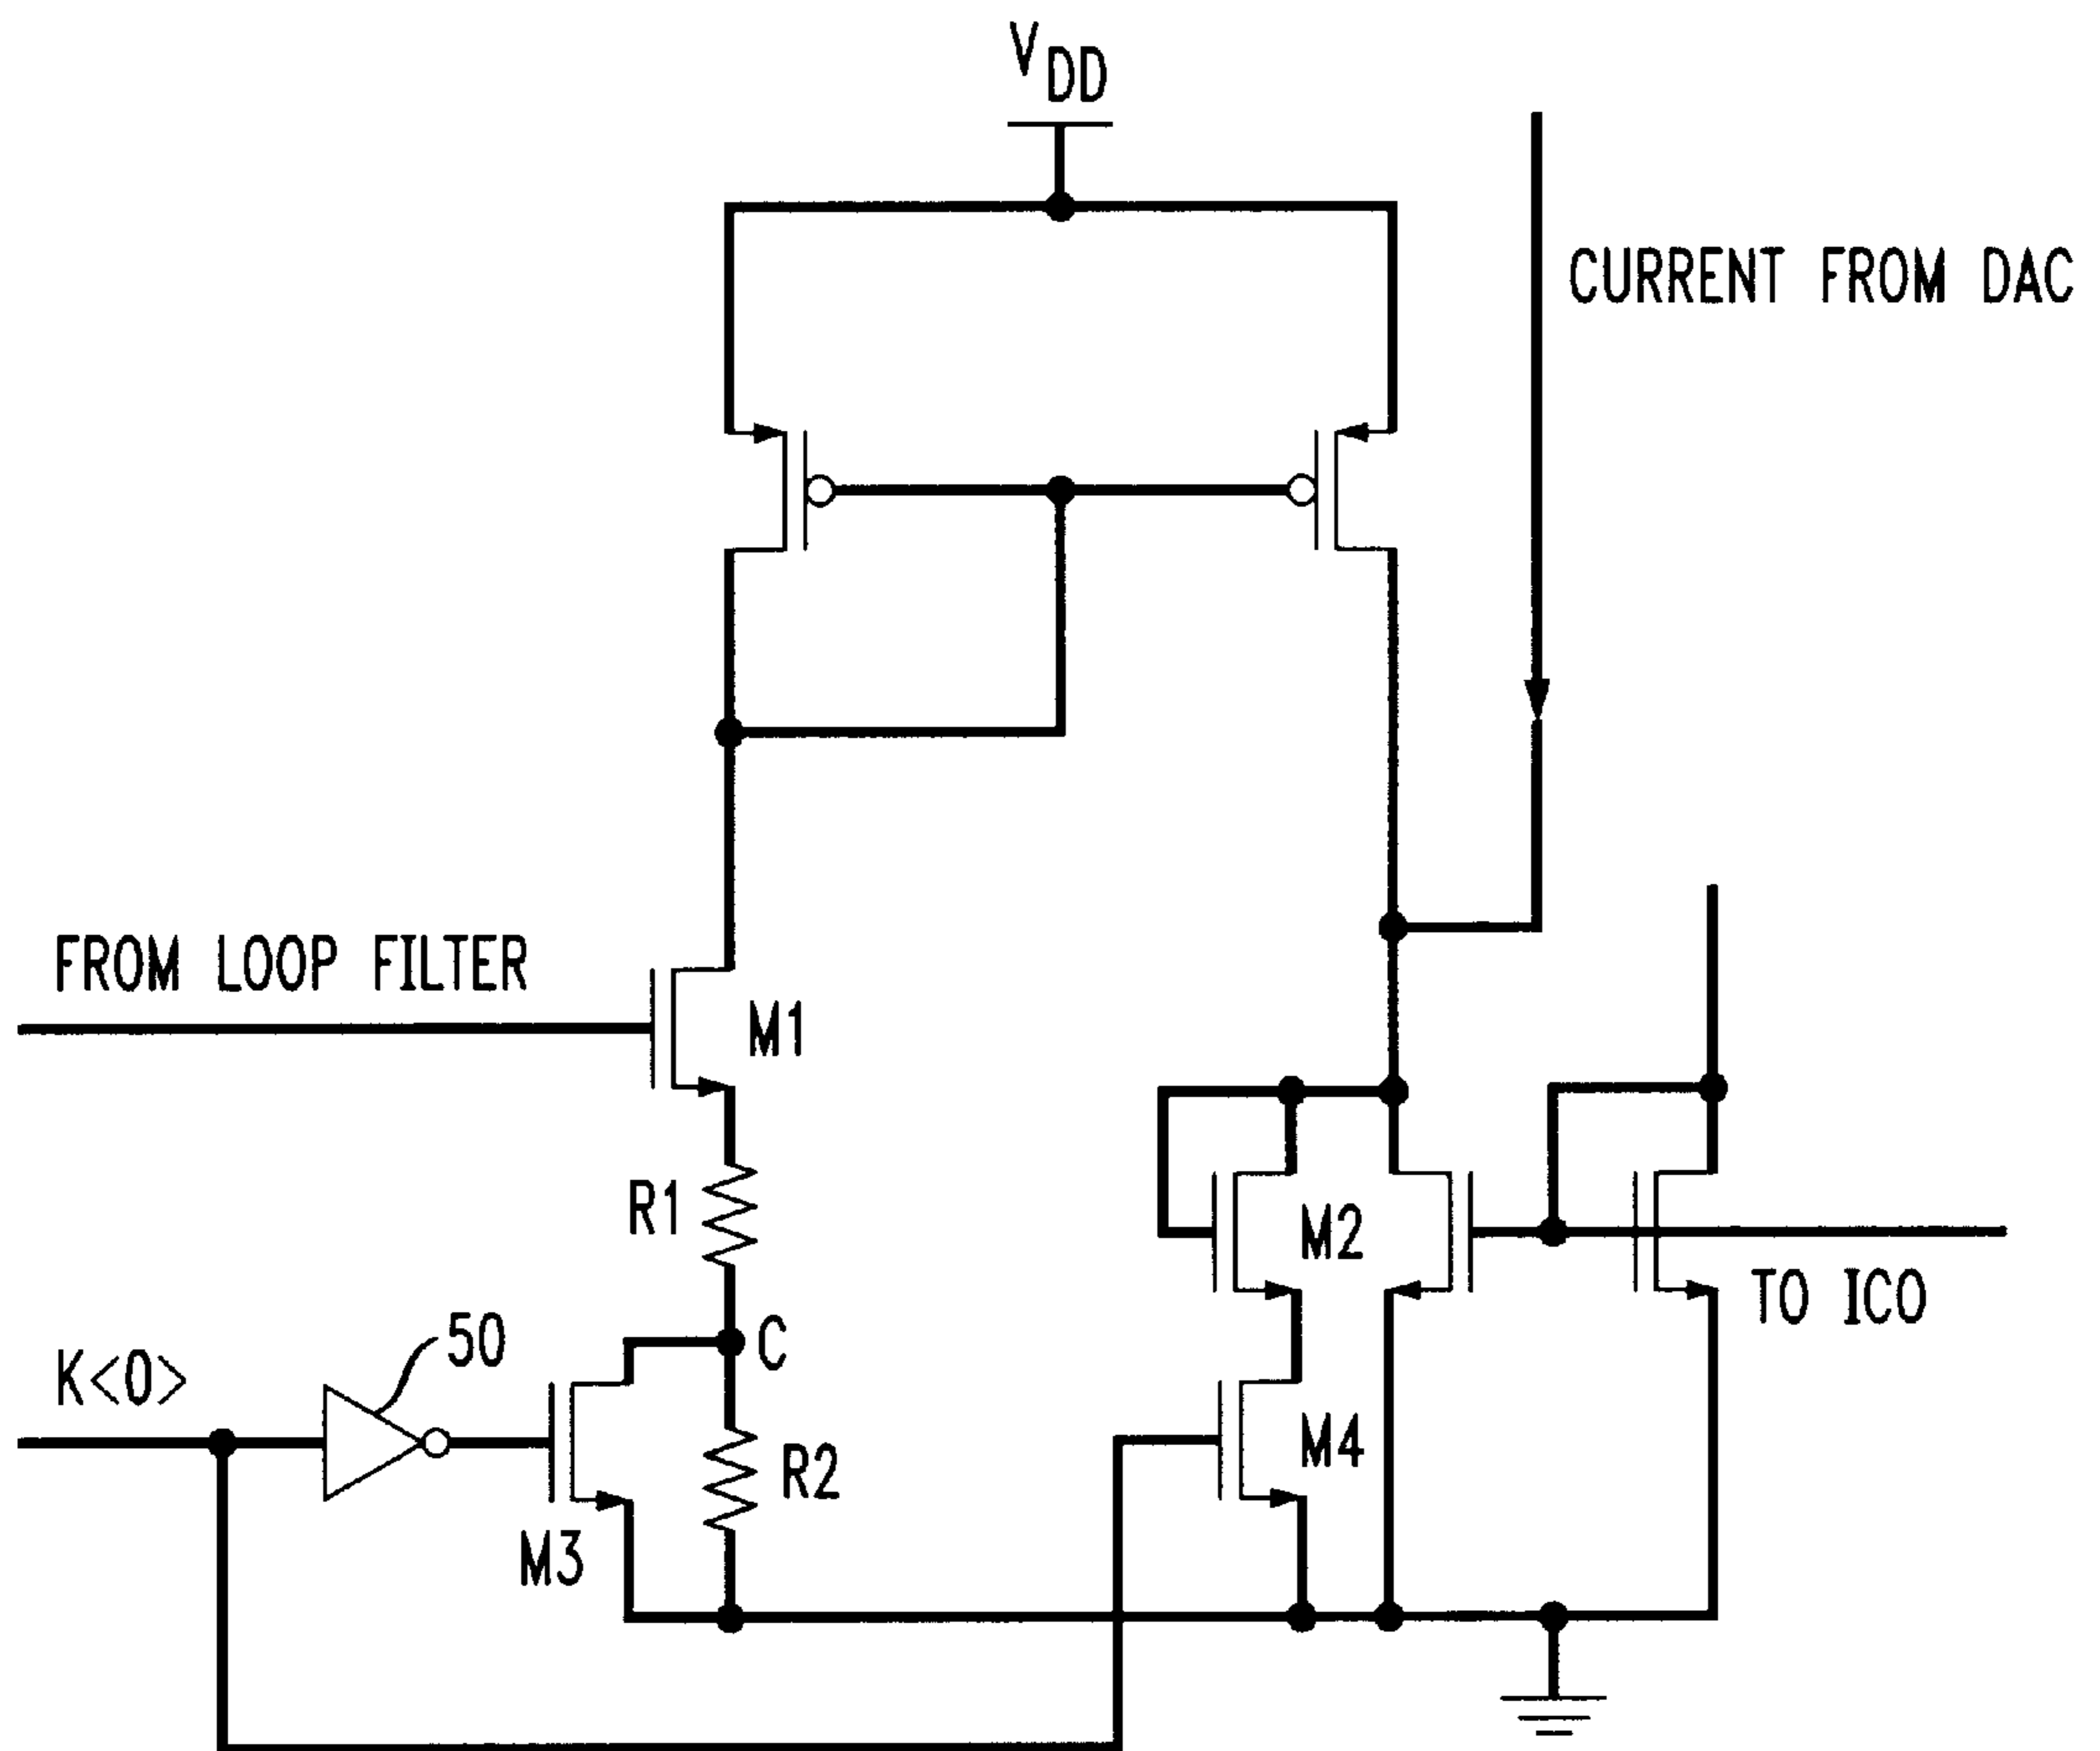 VDD
CURRENT FROM DAC
FROM LOOP FILTER
M1
R1
M2
TO ICO
C
50
K<0>
M4
R2
M3